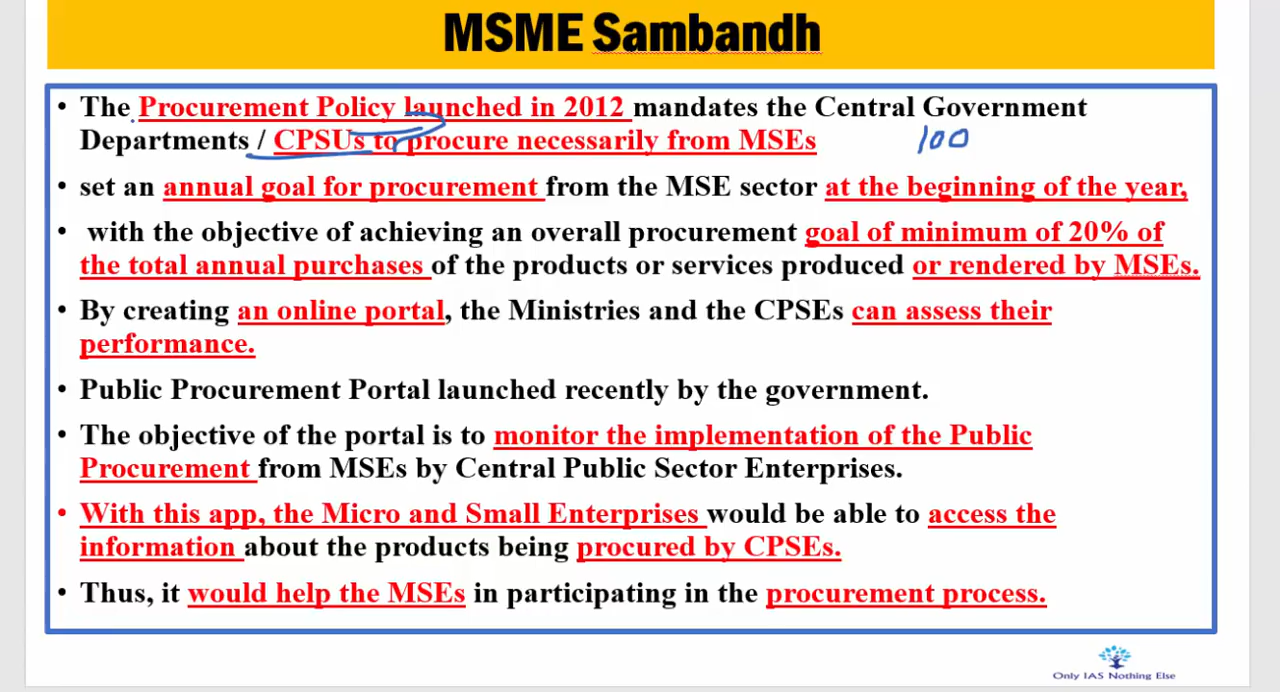 MSME Sambandh
• The Procurement Policy launched in 2012 mandates the Central Government
Departments / CPSUs to procure necessarily from MSEs
100
• set an annual goal for procurement from the MSE sector at the beginning of the year,
• with the objective of achieving an overall procurement goal of minimum of 20% of
the total annual purchases of the products or services produced or rendered by MSEs.
• By creating an online portal, the Ministries and the CPSEs can assess their
performance.
• Public Procurement Portal launched recently by the government.
• The objective of the portal is to monitor the implementation of the Public
Procurement from MSEs by Central Public Sector Enterprises.
• With this app, the Micro and Small Enterprises would be able to access the
information about the products being procured by CPSEs.
• Thus, it would help the MSEs in participating in the procurement process.
Only IAS Nothing Else